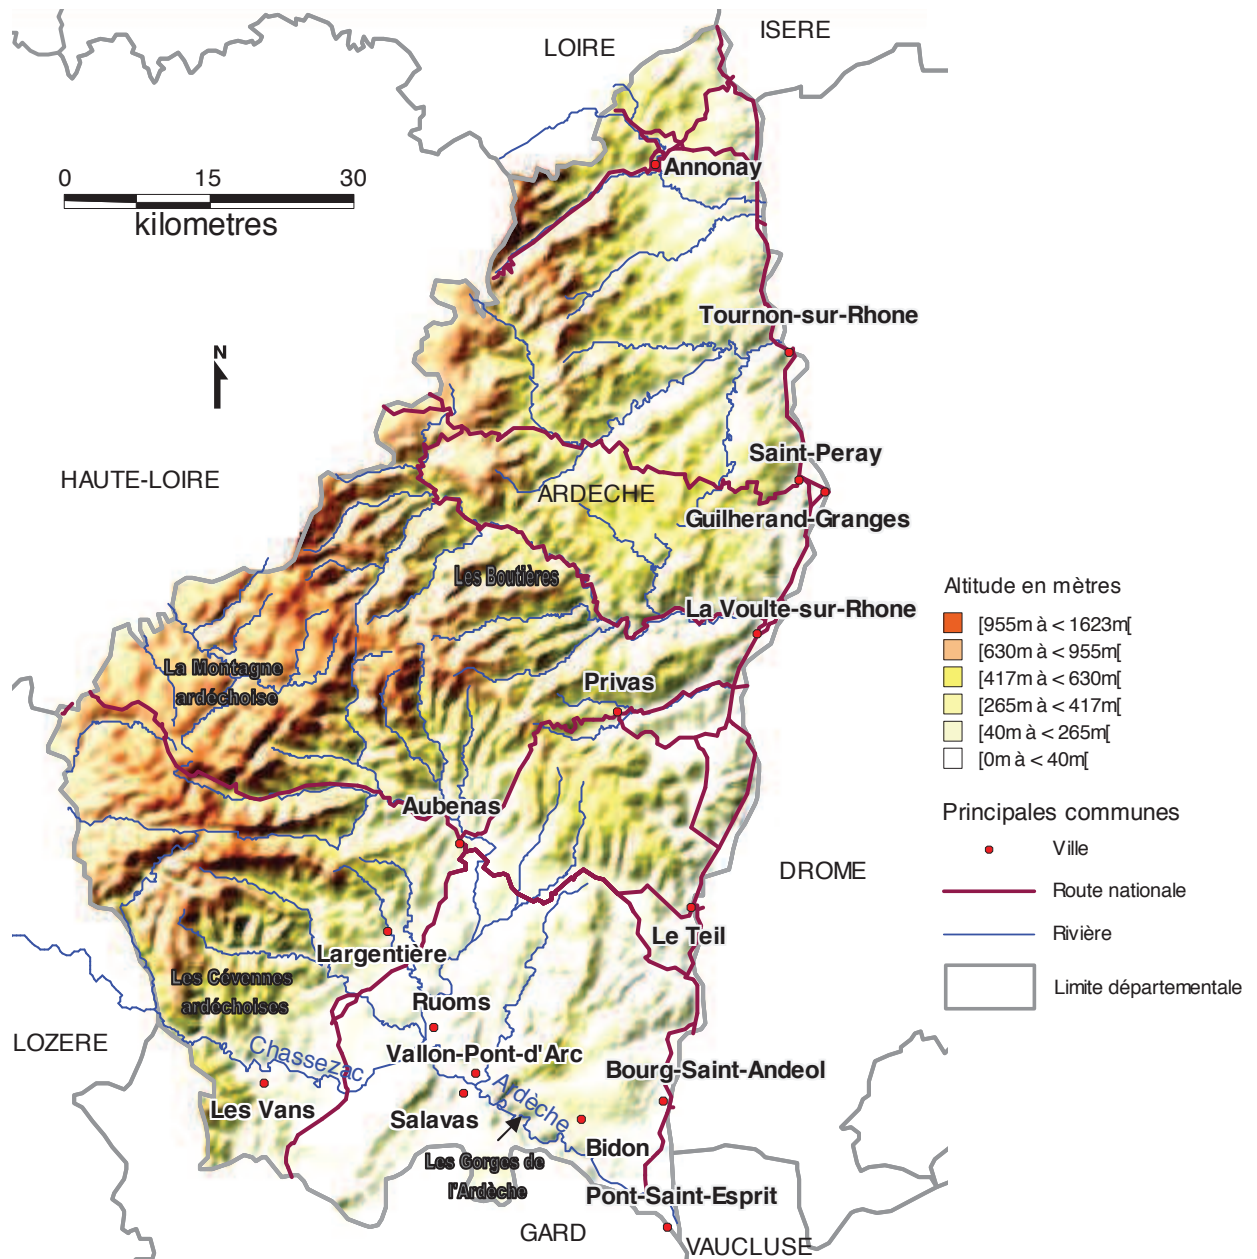 ISERE
LOIRE
0 15 30
kilometres
Annonay
Tournon-sur-Rhone
N
Saint-Peray
HAUTE-LOIRE
ARDECHE
Guilherand-Granges
Les Boutières
Altitude en mètres
[955m à < 1623m[
[630m à < 955m[
[417m à < 630m[
[265m à < 417m[
[40m à < 265m[
[0m à < 40m[
La Voulte-sur-Rhone
La Montagne
ardéchoise
Privas
Aubenas
Principales communes
Ville
Route nationale
Rivière
Limite départementale
DROME
Le Teil
Largentière
Les Cévennes
ardéchoises
Ruoms
LOZERE
Chassezac
Vallon-Pont-d'Arc
Bourg-Saint-Andeol
Ardèche
Les Vans
Salavas
Bidon
Les Gorges de
l'Ardèche
Pont-Saint-Esprit
GARD
VAUCLUSE